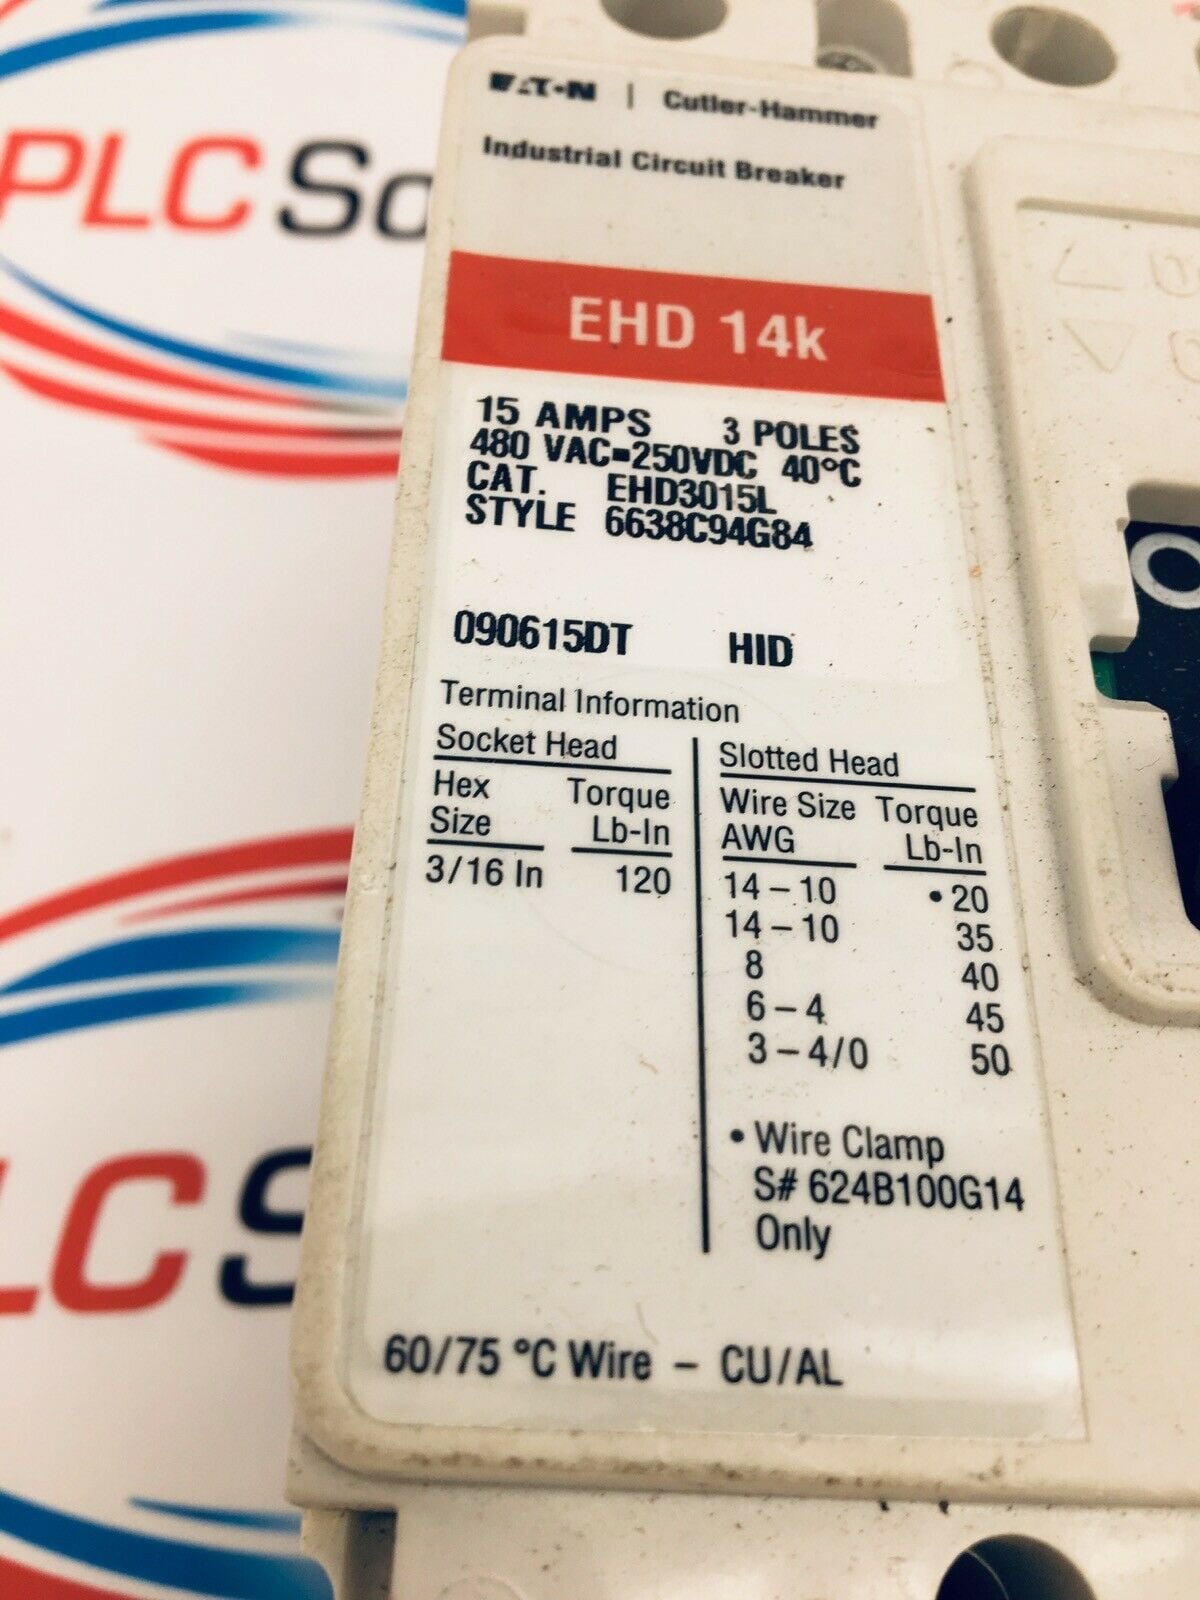 PLC So
EATON | Cutler-Hammer
Industrial Circuit Breaker
EHD 14k
15 AMPS 3 POLES
480 VAC=250VDC 40°C
CAT. EHD3015L
STYLE 6638C94G84
090615DT HID
Terminal Information
Socket Head
Hex Torque
Size Lb-In
3/16 In 120
Slotted Head
Wire Size Torque
AWG Lb-In
14 – 10 • 20
14 – 10 35
8 40
6 – 4 45
3 – 4/0 50
• Wire Clamp
S# 624B100G14
Only
60/75 °C Wire – CU/AL
LC S